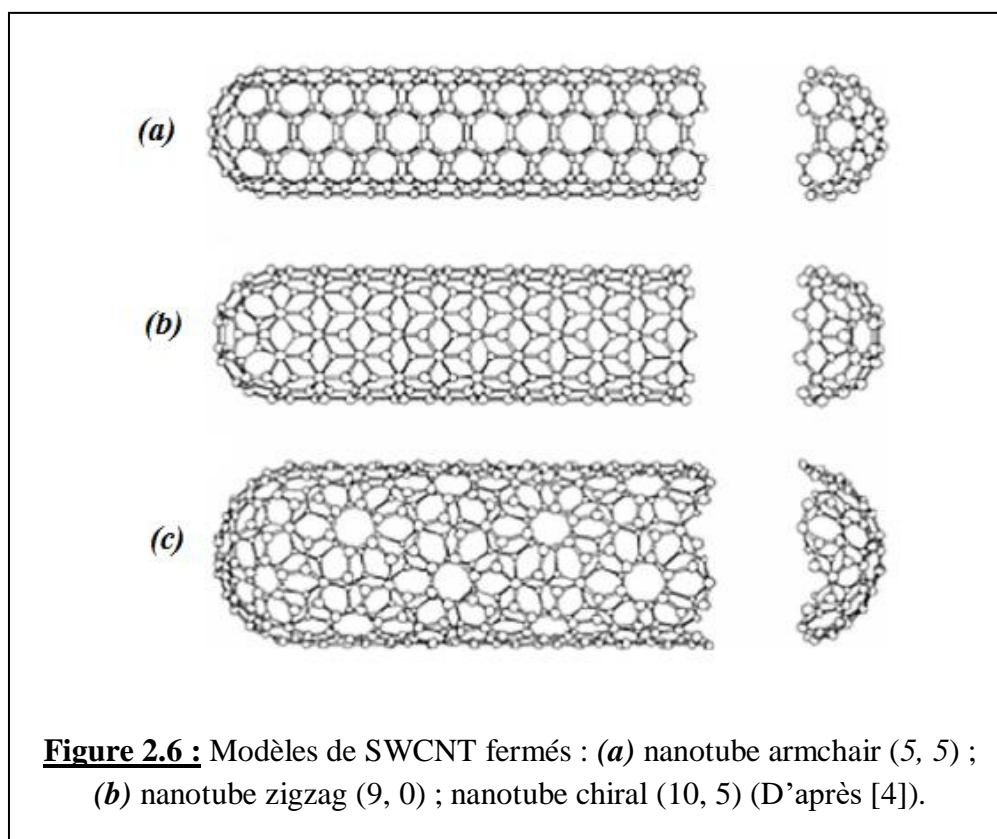 (a)
(b)
(c)
Figure 2.6 : Modèles de SWCNT fermés : (a) nanotube armchair (5, 5) ;
(b) nanotube zigzag (9, 0) ; nanotube chiral (10, 5) (D’après [4]).